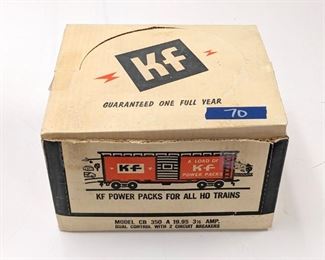 K-f
GUARANTEED ONE FULL YEAR
70
K-f
A LOAD OF
K-f
POWER PACKS
KF POWER PACKS FOR ALL HO TRAINS
MODEL CB 350 A 19.95 3½ AMP.
DUAL CONTROL WITH 2 CIRCUIT BREAKERS